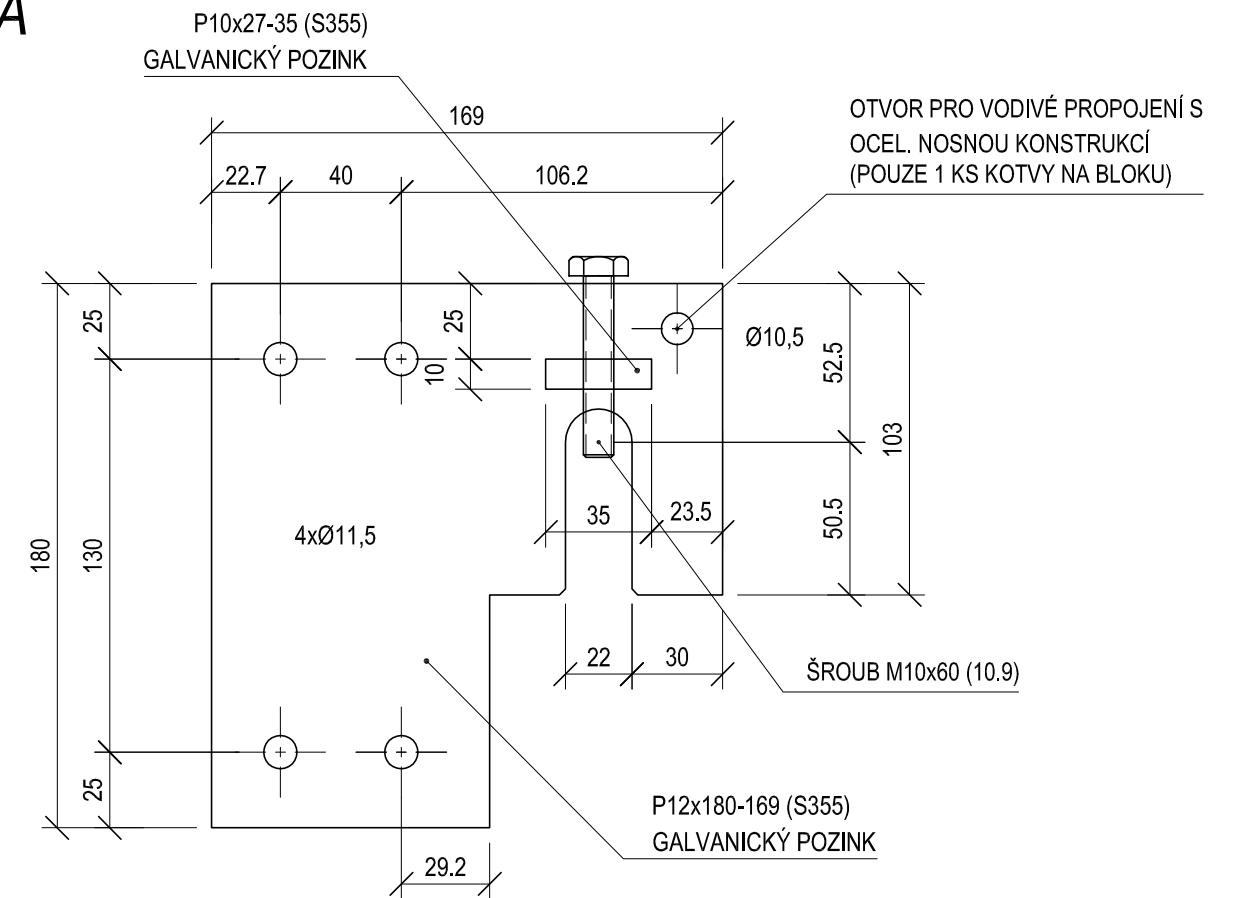 A
P10x27-35 (S355)
GALVANICKÝ POZINK
OTVOR PRO VODIVÉ PROPOJENÍ S
OCEL. NOSNOU KONSTRUKCÍ
(POUZE 1 KS KOTVY NA BLOKU)
169
22.7
40
106.2
25
25
10
Ø10,5
52.5
103
35
23.5
50.5
4xØ11,5
180
130
22
30
ŠROUB M10x60 (10.9)
25
P12x180-169 (S355)
GALVANICKÝ POZINK
29.2